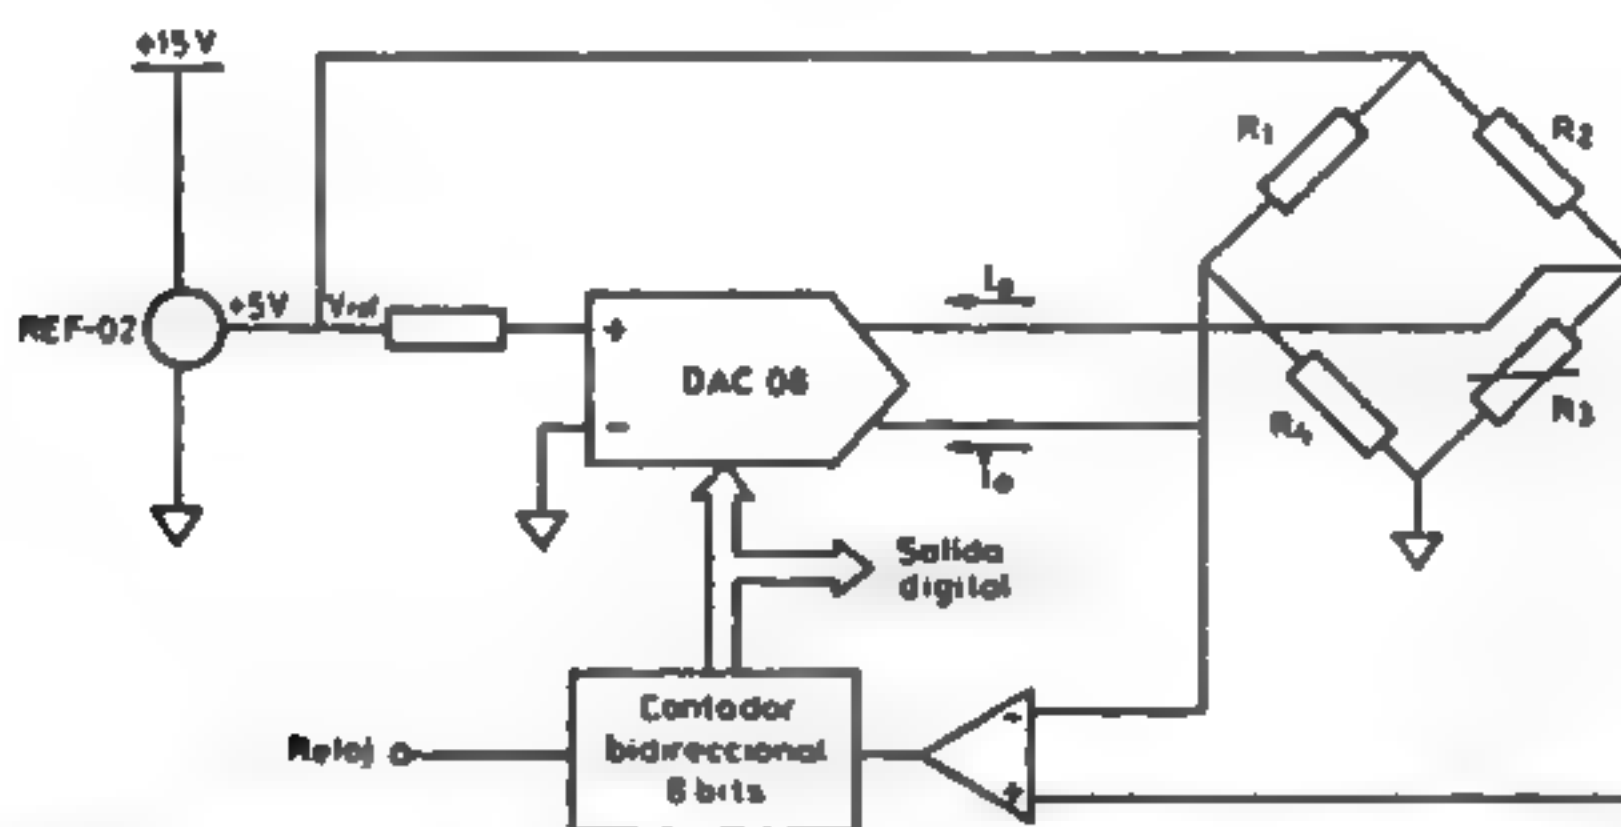 +15 V
R1
R2
REF-02
+5V
Vref
Io
+
DAC 08
-
R4
R3
Io
Salida
digital
Contador
bidireccional
8 bits
Reloj
-
+